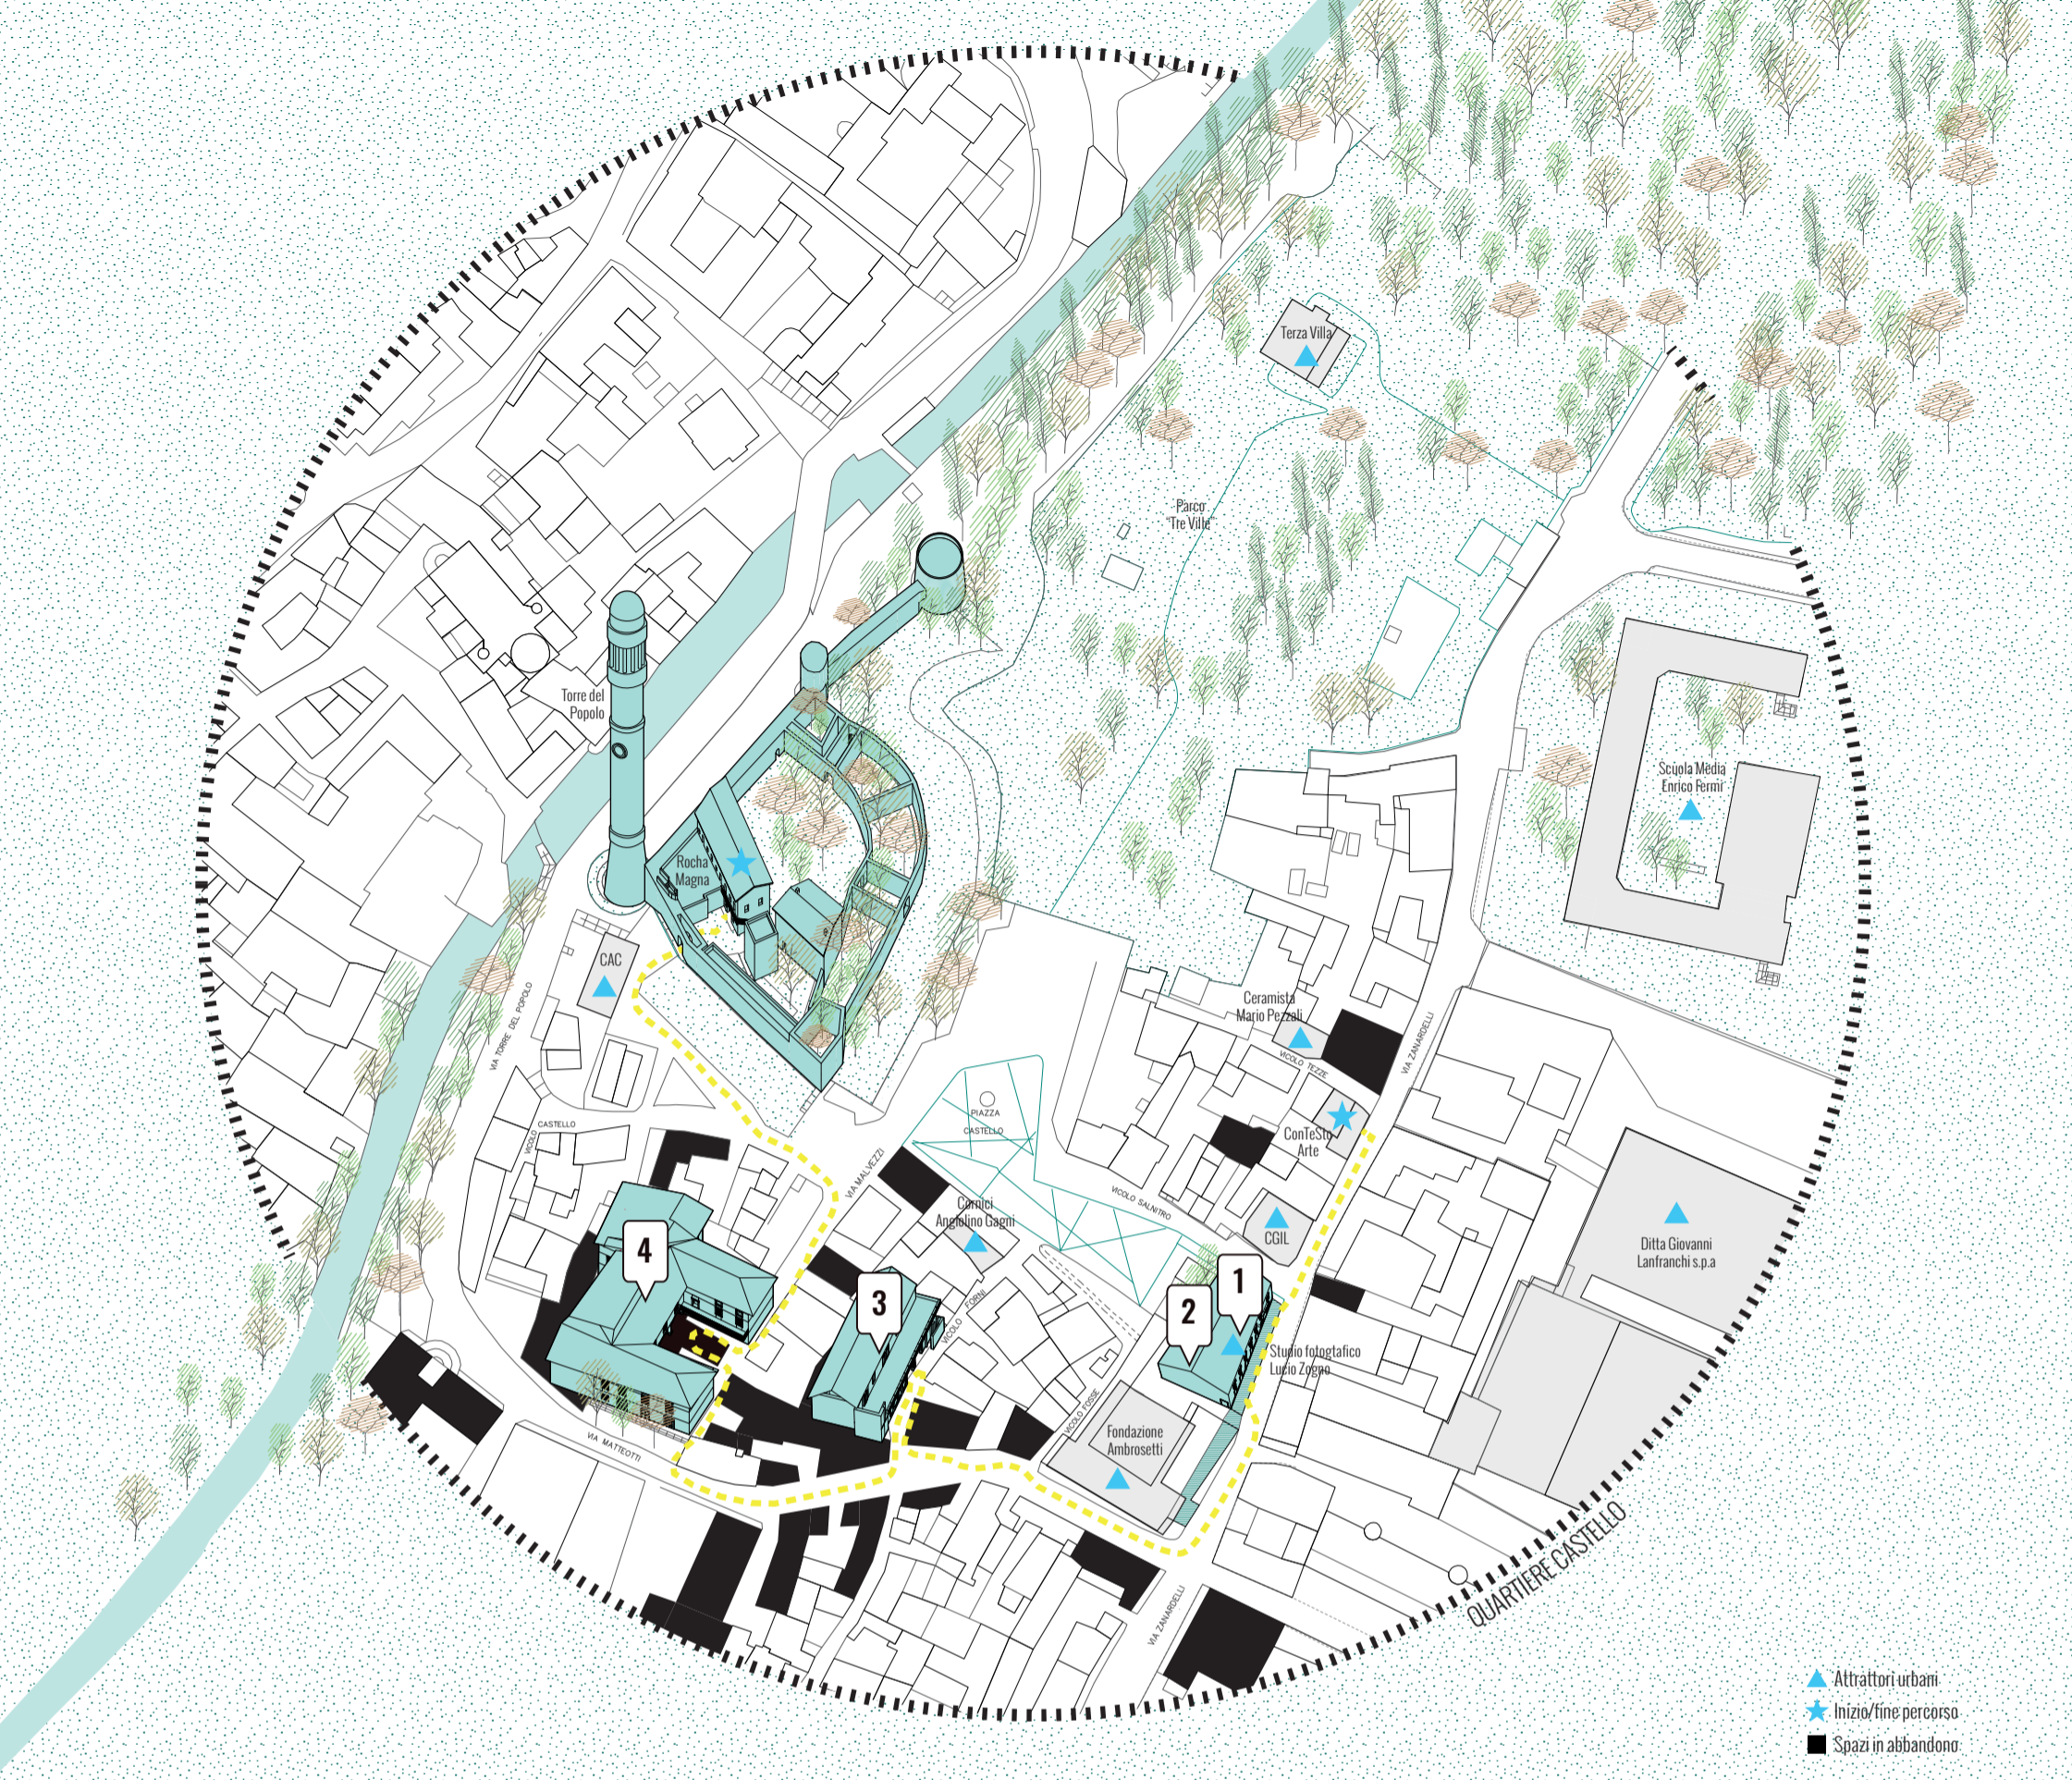 Terza Villa
Parco
"Tre Ville"
Torre del
Popolo
Scuola Media
Enrico Fermi
Rocha
Magna
CAC
VIA TORRE DEL POPOLO
Ceramista
Mario Pezzali
VICOLO TEZZE
VIA ZANARDELLI
PIAZZA
CASTELLO
ConTeSto
Arte
VICOLO CASTELLO
VIA MALVEZZI
VICOLO SALNITRO
Cornici
Angiolino Gagni
CGIL
Ditta Giovanni
Lanfranchi s.p.a
4
3
2
1
VICOLO FORNI
Studio fotogtafico
Lucio Zogno
VICOLO FOSSE
Fondazione
Ambrosetti
VIA MATTEOTTI
VIA ZANARDELLI
QUARTIERE CASTELLO
Attrattori urbani
Inizio/fine percorso
Spazi in abbandono